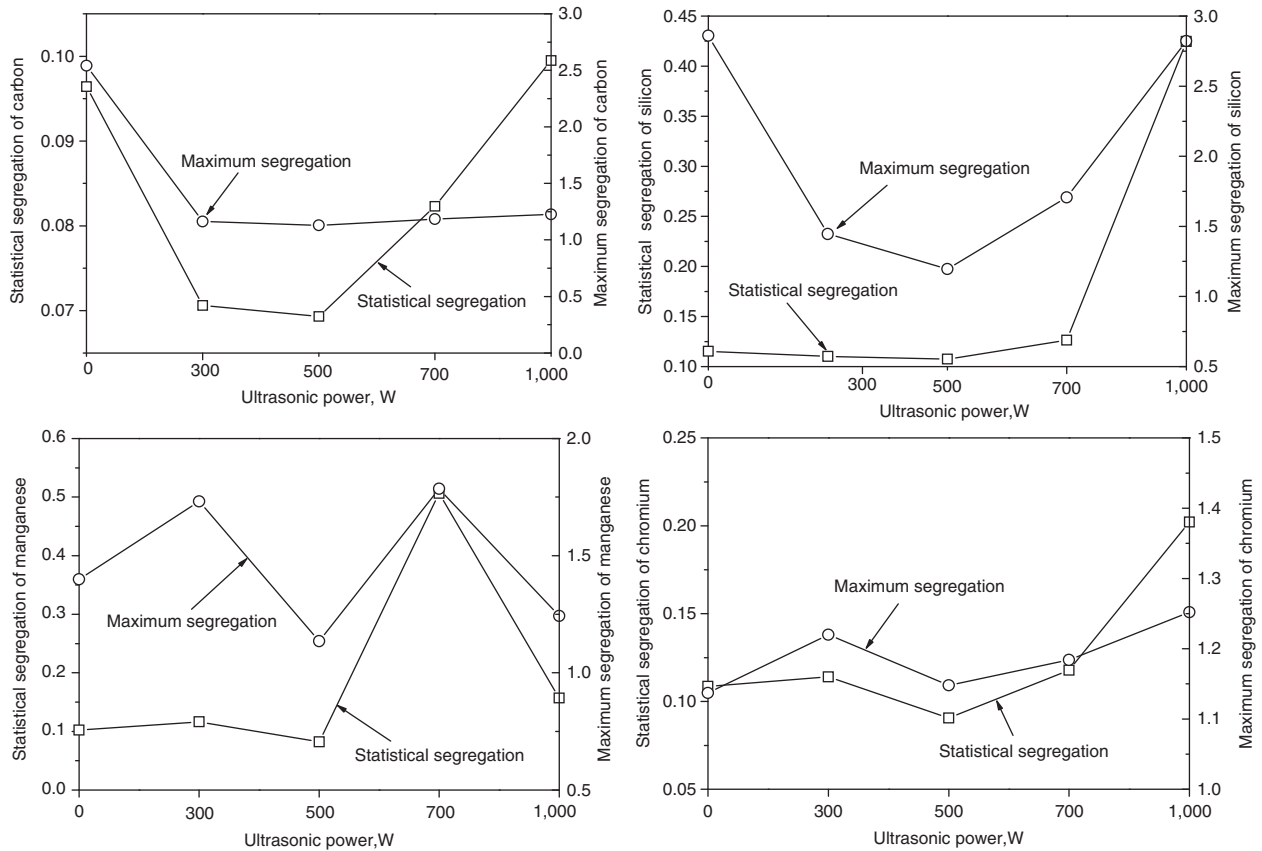 Statistical segregation of carbon
0.10
0.09
0.08
0.07
3.0
2.5
2.0
1.5
1.0
0.5
0.0
Maximum segregation of carbon
Maximum segregation
Statistical segregation
0 300 500 700 1,000
Ultrasonic power, W
Statistical segregation of silicon
0.45
0.40
0.35
0.30
0.25
0.20
0.15
0.10
3.0
2.5
2.0
1.5
1.0
0.5
Maximum segregation of silicon
Maximum segregation
Statistical segregation
0 300 500 700 1,000
Ultrasonic power,W
Statistical segregation of manganese
0.6
0.5
0.4
0.3
0.2
0.1
0.0
2.0
1.5
1.0
0.5
Maximum segregation of manganese
Maximum segregation
Statistical segregation
0 300 500 700 1,000
Ultrasonic power,W
Statistical segregation of chromium
0.25
0.20
0.15
0.10
0.05
1.5
1.4
1.3
1.2
1.1
1.0
Maximum segregation of chromium
Maximum segregation
Statistical segregation
0 300 500 700 1,000
Ultrasonic power,W